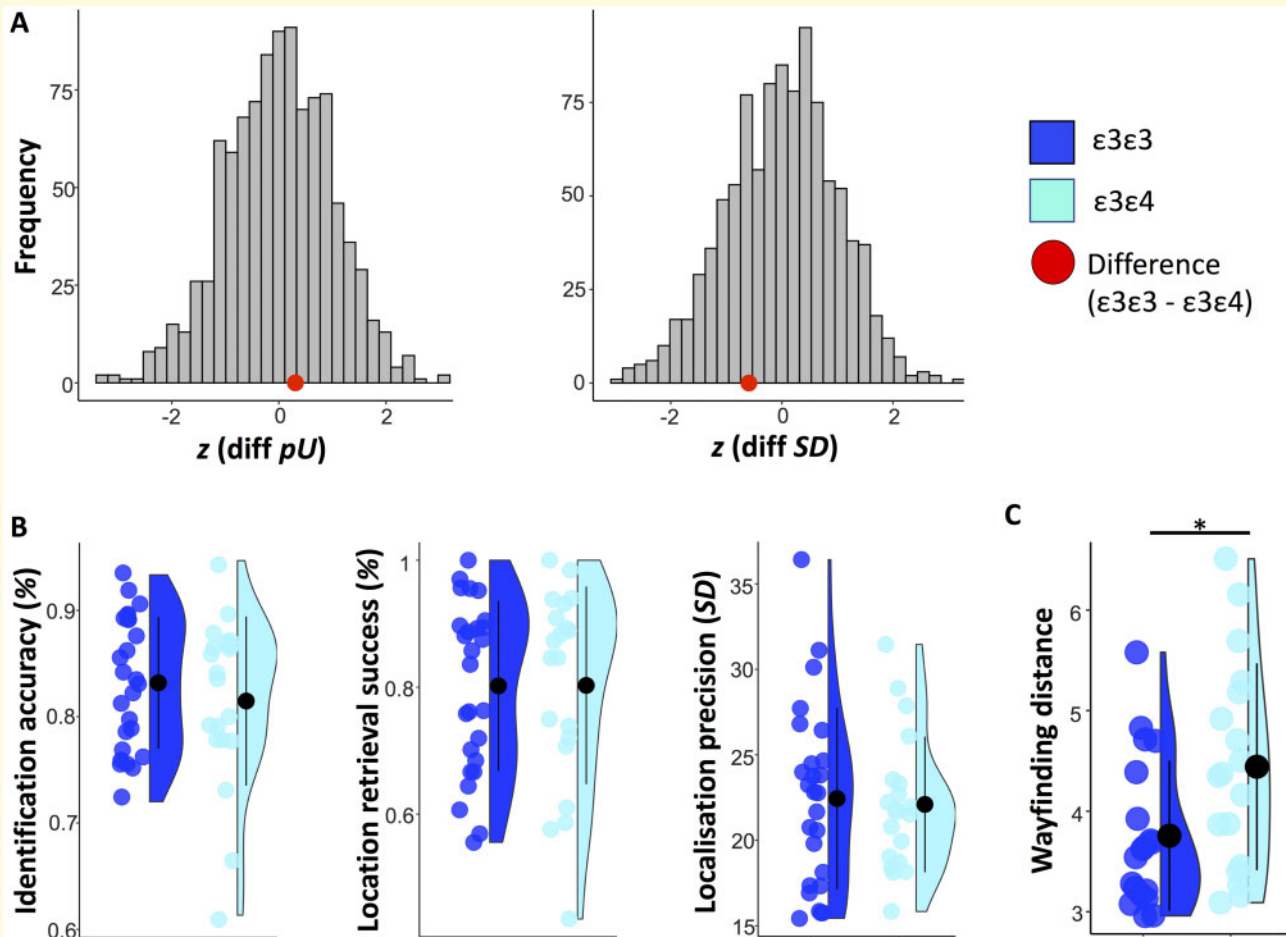 A
Frequency
75
50
25
0
-2
0
2
z (diff pU)
75
50
25
0
-2
0
2
z (diff SD)
ε3ε3
ε3ε4
Difference
(ε3ε3 - ε3ε4)
B
Identification accuracy (%)
0.9
0.8
0.7
0.6
Location retrieval success (%)
1
0.8
0.6
Localisation precision (SD)
35
30
25
20
15
C
*
Wayfinding distance
6
5
4
3